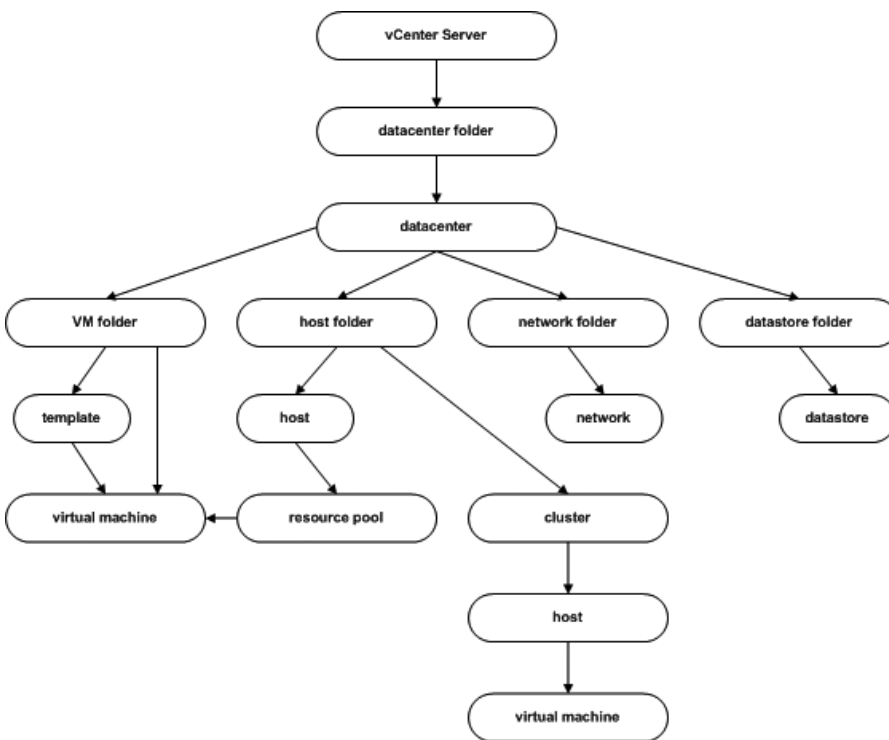 vCenter Server
datacenter folder
datacenter
VM folder
host folder
network folder
datastore folder
template
host
network
datastore
virtual machine
resource pool
cluster
host
virtual machine